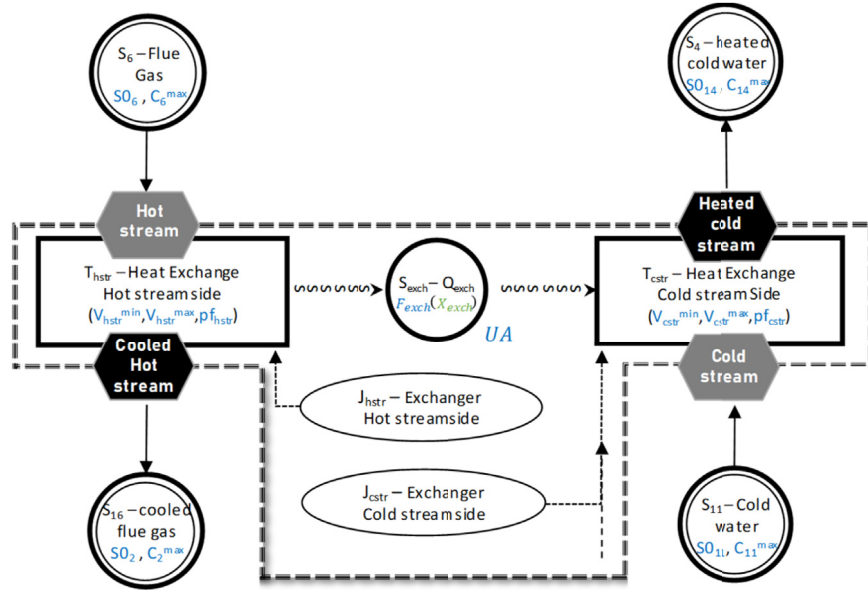 S6 – Flue
Gas
S06 , C6max
S4 – heated
cold water
S014 , C14max
Hot
stream
Heated
cold
stream
Thstr – Heat Exchange
Hot stream side
(Vhstrmin,Vhstrmax,pfhstr)
Sexch – Qexch
Fexch(Xexch)
UA
Tcstr – Heat Exchange
Cold stream Side
(Vcstrmin,Vcstrmax,pfcstr)
Cooled
Hot
stream
Cold
stream
Jhstr – Exchanger
Hot streamside
Jcstr – Exchanger
Cold streamside
S16 – cooled
flue gas
S02 , C2max
S11 – Cold
water
S011 , C11max